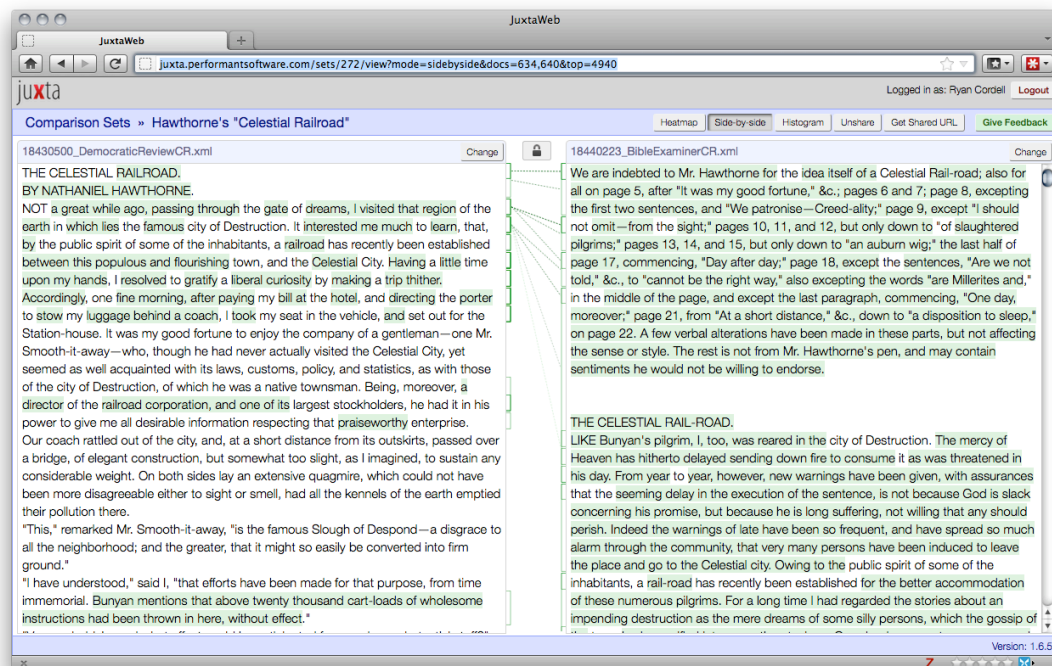 JuxtaWeb
JuxtaWeb
juxta.performantsoftware.com/sets/272/view?mode=sidebyside&docs=634,640&top=4940
juxta
Logged in as: Ryan Cordell
Logout
Comparison Sets » Hawthorne's "Celestial Railroad"
Heatmap
Side-by-side
Histogram
Unshare
Get Shared URL
Give Feedback
18430500_DemocraticReviewCR.xml
Change
THE CELESTIAL RAILROAD.
BY NATHANIEL HAWTHORNE.
NOT a great while ago, passing through the gate of dreams, I visited that region of the
earth in which lies the famous city of Destruction. It interested me much to learn, that,
by the public spirit of some of the inhabitants, a railroad has recently been established
between this populous and flourishing town, and the Celestial City. Having a little time
upon my hands, I resolved to gratify a liberal curiosity by making a trip thither.
Accordingly, one fine morning, after paying my bill at the hotel, and directing the porter
to stow my luggage behind a coach, I took my seat in the vehicle, and set out for the
Station-house. It was my good fortune to enjoy the company of a gentleman—one Mr.
Smooth-it-away—who, though he had never actually visited the Celestial City, yet
seemed as well acquainted with its laws, customs, policy, and statistics, as with those
of the city of Destruction, of which he was a native townsman. Being, moreover, a
director of the railroad corporation, and one of its largest stockholders, he had it in his
power to give me all desirable information respecting that praiseworthy enterprise.
Our coach rattled out of the city, and, at a short distance from its outskirts, passed over
a bridge, of elegant construction, but somewhat too slight, as I imagined, to sustain any
considerable weight. On both sides lay an extensive quagmire, which could not have
been more disagreeable either to sight or smell, had all the kennels of the earth emptied
their pollution there.
"This," remarked Mr. Smooth-it-away, "is the famous Slough of Despond—a disgrace to
all the neighborhood; and the greater, that it might so easily be converted into firm
ground."
"I have understood," said I, "that efforts have been made for that purpose, from time
immemorial. Bunyan mentions that above twenty thousand cart-loads of wholesome
instructions had been thrown in here, without effect."
18440223_BibleExaminerCR.xml
Change
We are indebted to Mr. Hawthorne for the idea itself of a Celestial Rail-road; also for
all on page 5, after "It was my good fortune," &c.; pages 6 and 7; page 8, excepting
the first two sentences, and "We patronise—Creed-ality;" page 9, except "I should
not omit—from the sight;" pages 10, 11, and 12, but only down to "of slaughtered
pilgrims;" pages 13, 14, and 15, but only down to "an auburn wig;" the last half of
page 17, commencing, "Day after day;" page 18, except the sentences, "Are we not
told," &c., to "cannot be the right way," also excepting the words "are Millerites and,"
in the middle of the page, and except the last paragraph, commencing, "One day,
moreover;" page 21, from "At a short distance," &c., down to "a disposition to sleep,"
on page 22. A few verbal alterations have been made in these parts, but not affecting
the sense or style. The rest is not from Mr. Hawthorne's pen, and may contain
sentiments he would not be willing to endorse.
THE CELESTIAL RAIL-ROAD.
LIKE Bunyan's pilgrim, I, too, was reared in the city of Destruction. The mercy of
Heaven has hitherto delayed sending down fire to consume it as was threatened in
his day. From year to year, however, new warnings have been given, with assurances
that the seeming delay in the execution of the sentence, is not because God is slack
concerning his promise, but because he is long suffering, not willing that any should
perish. Indeed the warnings of late have been so frequent, and have spread so much
alarm through the community, that very many persons have been induced to leave
the place and go to the Celestial city. Owing to the public spirit of some of the
inhabitants, a rail-road has recently been established for the better accommodation
of these numerous pilgrims. For a long time I had regarded the stories about an
impending destruction as the mere dreams of some silly persons, which the gossip of
Version: 1.6.5